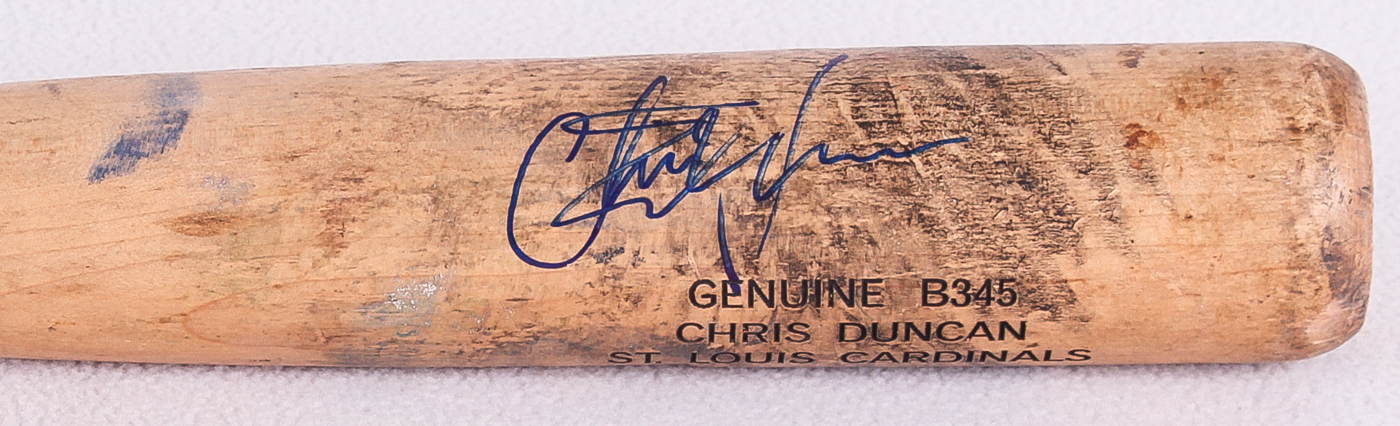 GENUINE B345
CHRIS DUNCAN
ST. LOUIS CARDINALS